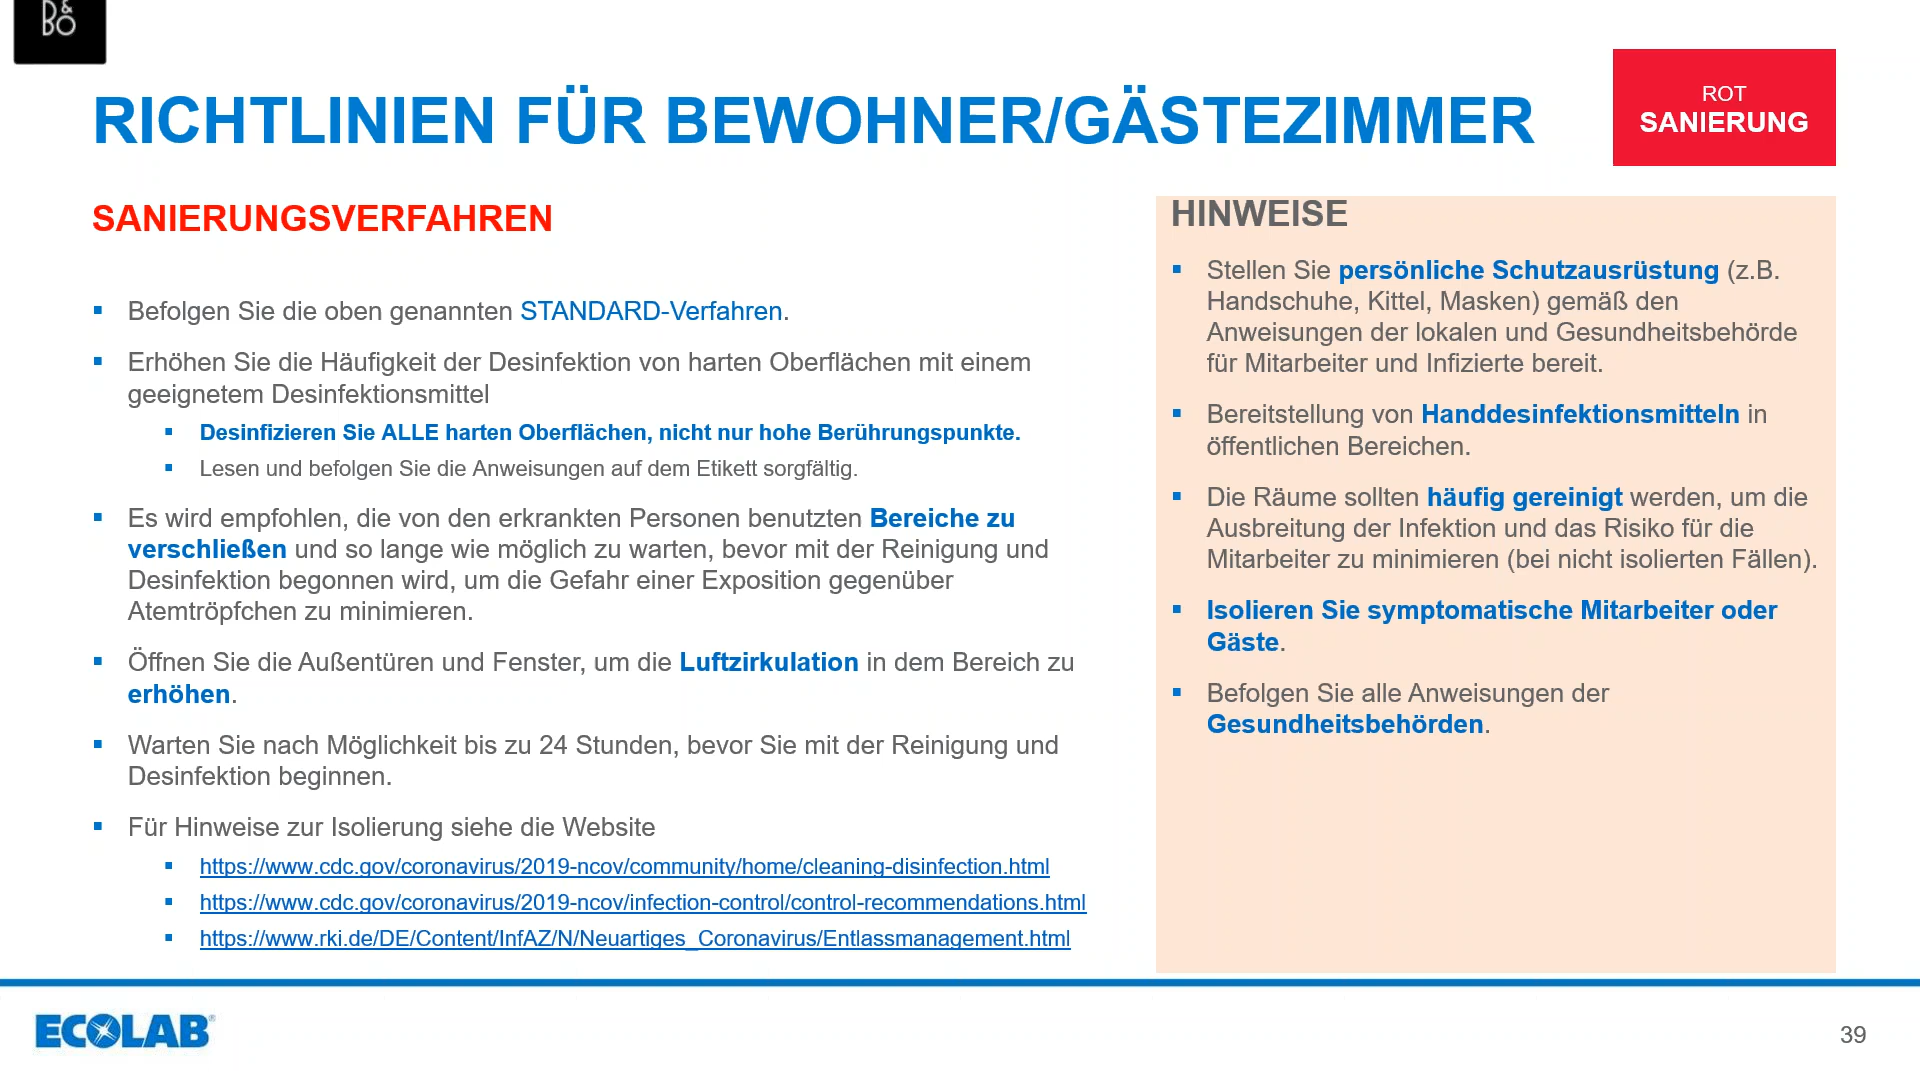 B&O
RICHTLINIEN FÜR BEWOHNER/GÄSTEZIMMER
ROT
SANIERUNG
SANIERUNGSVERFAHREN
▪ Befolgen Sie die oben genannten STANDARD-Verfahren.
▪ Erhöhen Sie die Häufigkeit der Desinfektion von harten Oberflächen mit einem
geeignetem Desinfektionsmittel
▪ Desinfizieren Sie ALLE harten Oberflächen, nicht nur hohe Berührungspunkte.
▪ Lesen und befolgen Sie die Anweisungen auf dem Etikett sorgfältig.
▪ Es wird empfohlen, die von den erkrankten Personen benutzten Bereiche zu
verschließen und so lange wie möglich zu warten, bevor mit der Reinigung und
Desinfektion begonnen wird, um die Gefahr einer Exposition gegenüber
Atemtröpfchen zu minimieren.
▪ Öffnen Sie die Außentüren und Fenster, um die Luftzirkulation in dem Bereich zu
erhöhen.
▪ Warten Sie nach Möglichkeit bis zu 24 Stunden, bevor Sie mit der Reinigung und
Desinfektion beginnen.
▪ Für Hinweise zur Isolierung siehe die Website
▪ https://www.cdc.gov/coronavirus/2019-ncov/community/home/cleaning-disinfection.html
▪ https://www.cdc.gov/coronavirus/2019-ncov/infection-control/control-recommendations.html
▪ https://www.rki.de/DE/Content/InfAZ/N/Neuartiges_Coronavirus/Entlassmanagement.html
HINWEISE
▪ Stellen Sie persönliche Schutzausrüstung (z.B.
Handschuhe, Kittel, Masken) gemäß den
Anweisungen der lokalen und Gesundheitsbehörde
für Mitarbeiter und Infizierte bereit.
▪ Bereitstellung von Handdesinfektionsmitteln in
öffentlichen Bereichen.
▪ Die Räume sollten häufig gereinigt werden, um die
Ausbreitung der Infektion und das Risiko für die
Mitarbeiter zu minimieren (bei nicht isolierten Fällen).
▪ Isolieren Sie symptomatische Mitarbeiter oder
Gäste.
▪ Befolgen Sie alle Anweisungen der
Gesundheitsbehörden.
ECOLAB®
39